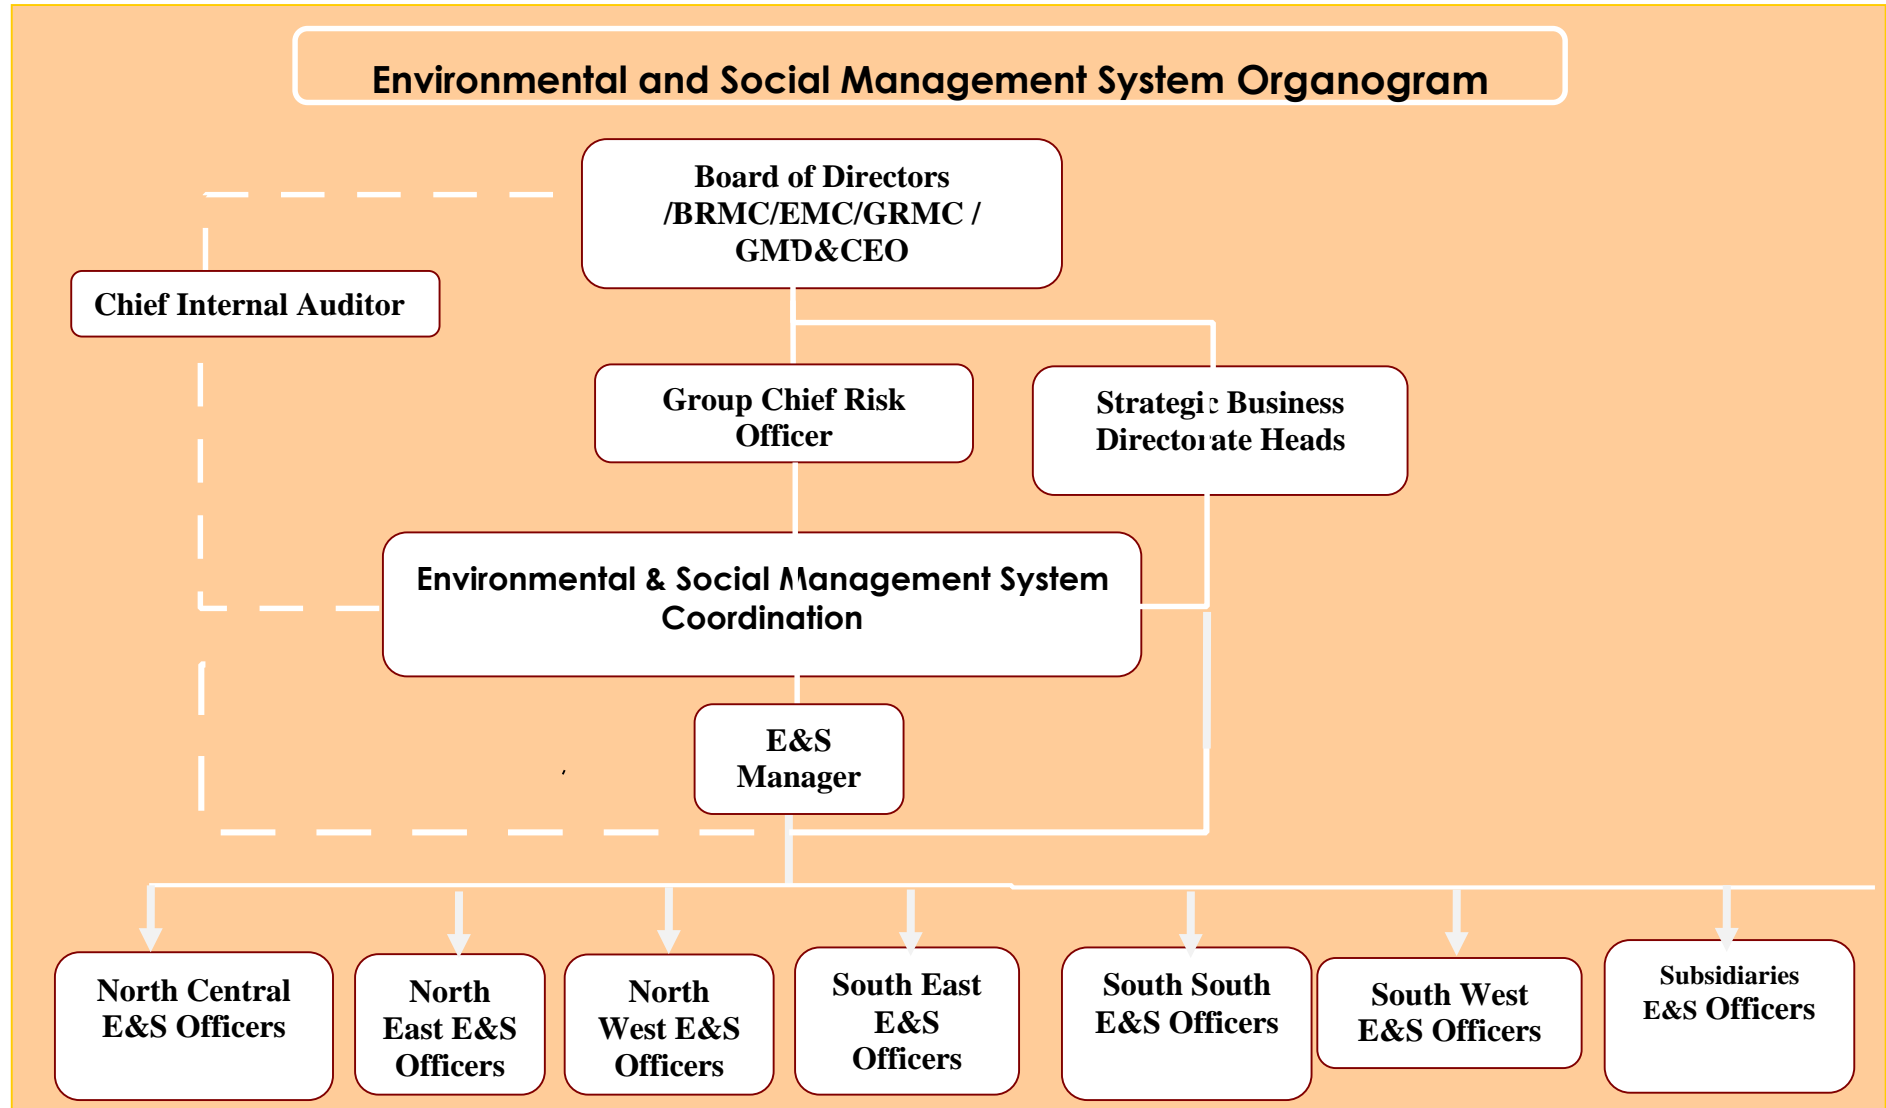 Environmental and Social Management System Organogram
Board of Directors
/BRMC/EMC/GRMC /
GMD&CEO
Chief Internal Auditor
Group Chief Risk
Officer
Strategic Business
Directorate Heads
Environmental & Social Management System
Coordination
E&S
Manager
,
North Central
E&S Officers
North
East E&S
Officers
North
West E&S
Officers
South East
E&S
Officers
South South
E&S Officers
South West
E&S Officers
Subsidiaries
E&S Officers